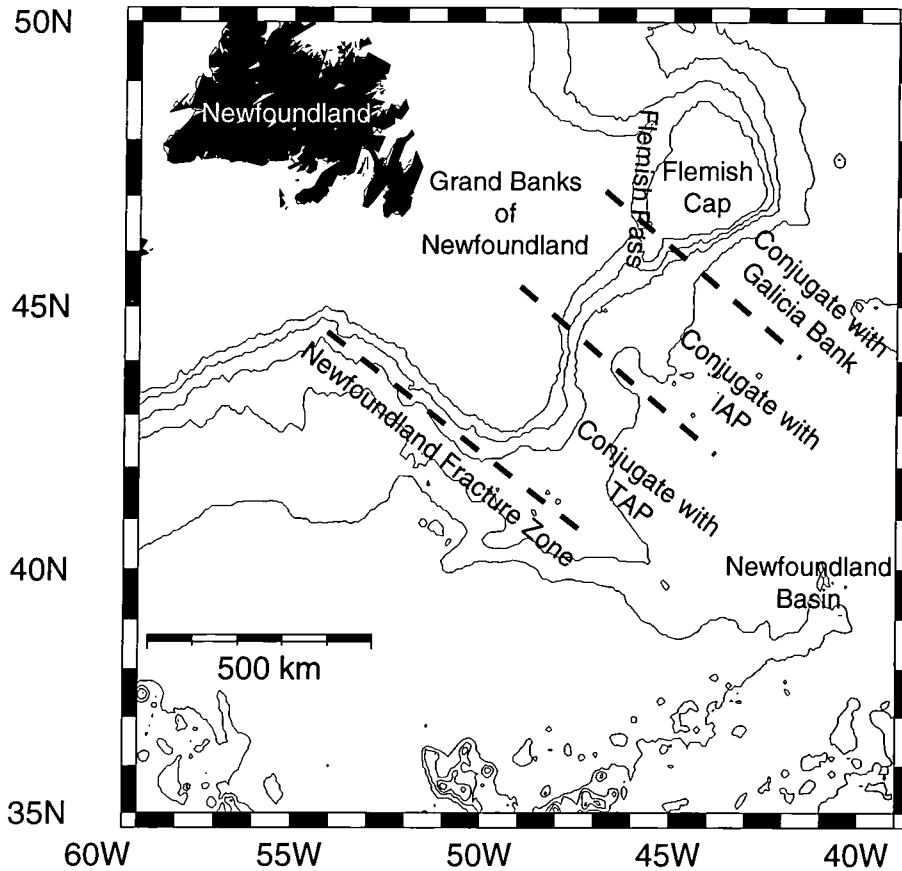 50N
Newfoundland
Flemish Pass
Flemish
Cap
Grand Banks
of
Newfoundland
Conjugate with
Galicia Bank
45N
Conjugate with
IAP
Newfoundland Fracture Zone
Conjugate with
TAP
40N
Newfoundland
Basin
500 km
35N
60W
55W
50W
45W
40W